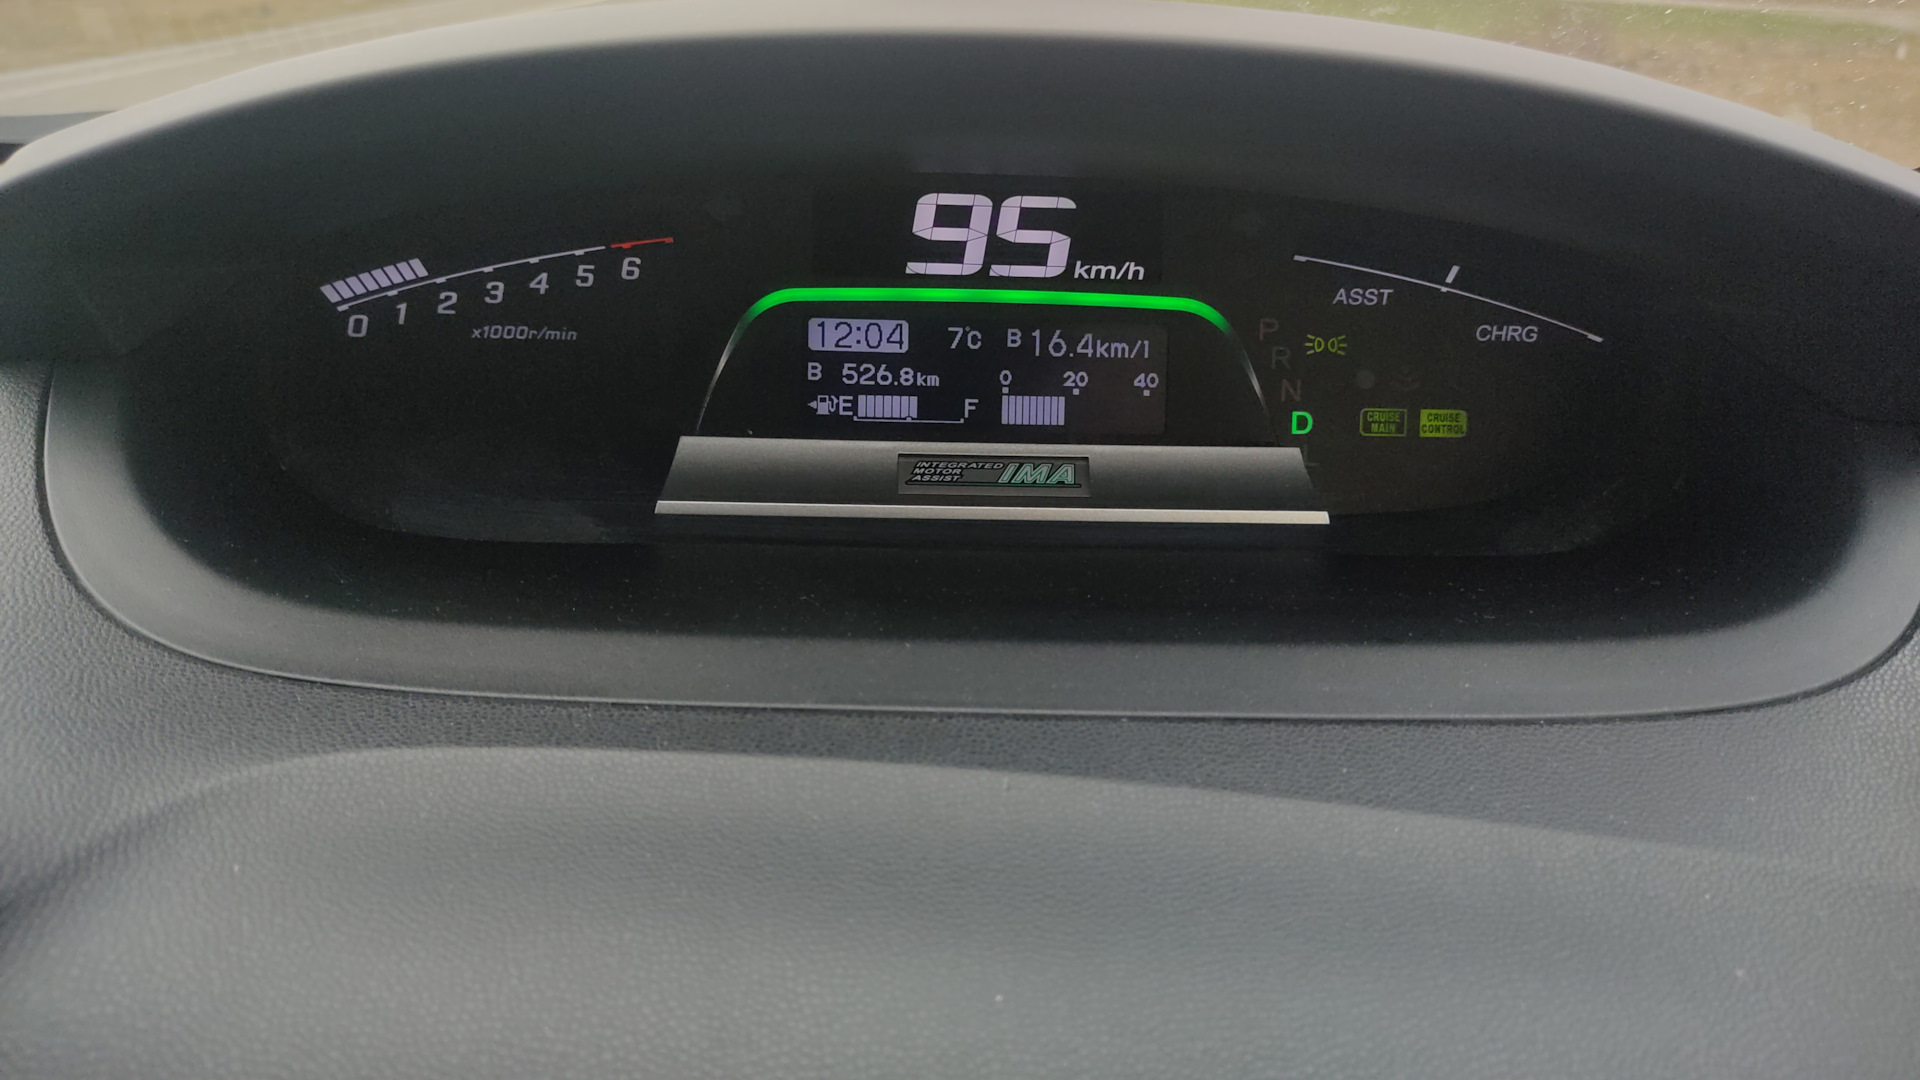 95 km/h
0 1 2 3 4 5 6
x1000r/min
ASST
CHRG
12:04 7°C B 16.4km/l
B 526.8km
0 20 40
E F
P
R
N
D
L
CRUISE MAIN
CRUISE CONTROL
INTEGRATED
MOTOR
ASSIST
IMA